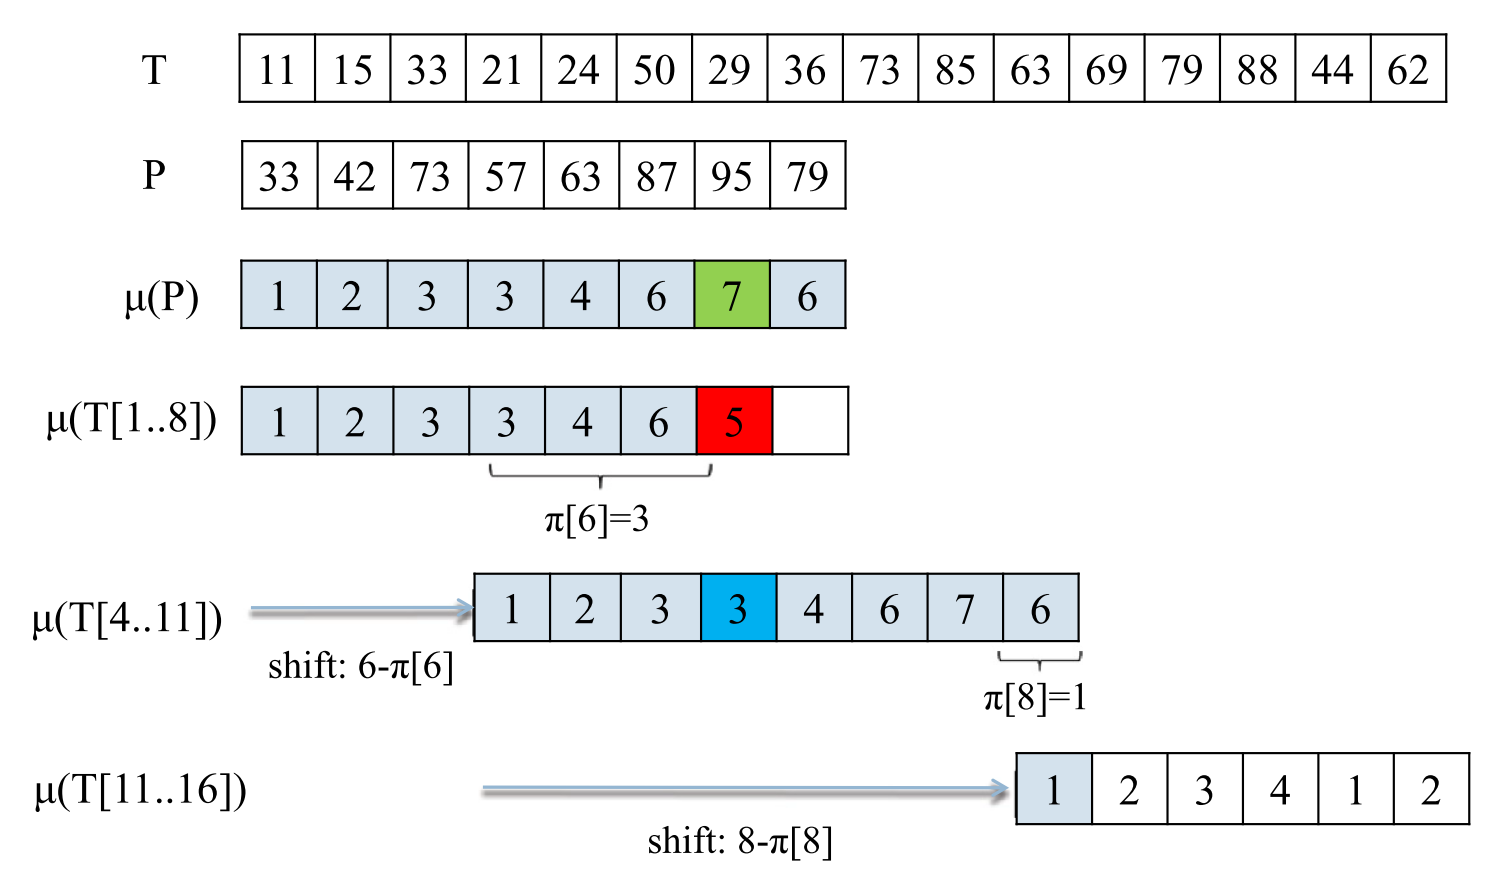 T 11 15 33 21 24 50 29 36 73 85 63 69 79 88 44 62
P 33 42 73 57 63 87 95 79
μ(P) 1 2 3 3 4 6 7 6
μ(T[1..8]) 1 2 3 3 4 6 5
π[6]=3
μ(T[4..11]) 1 2 3 3 4 6 7 6
shift: 6-π[6]
π[8]=1
μ(T[11..16]) 1 2 3 4 1 2
shift: 8-π[8]